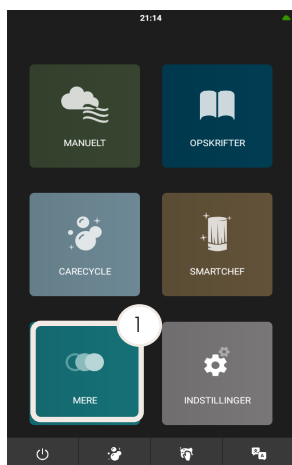 21:14
MANUELT
OPSKRIFTER
CARECYCLE
SMARTCHEF
1
MERE
INDSTILLINGER